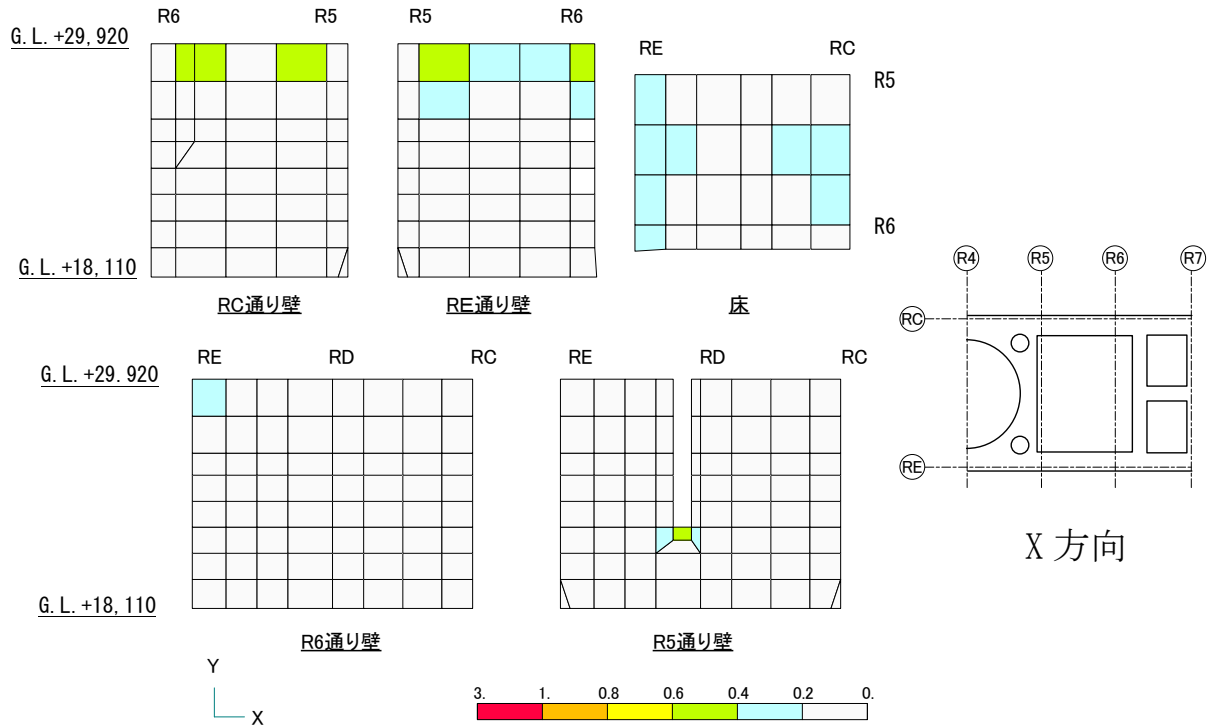 R6 R5 R5 R6
G.L.+29,920
RE RC
R5
R6
G.L.+18,110
RC通り壁 RE通り壁 床
R4 R5 R6 R7
RC
RE
X 方向
RE RD RC RE RD RC
G.L.+29.920
G.L.+18,110
R6通り壁 R5通り壁
Y
X
3. 1. 0.8 0.6 0.4 0.2 0.